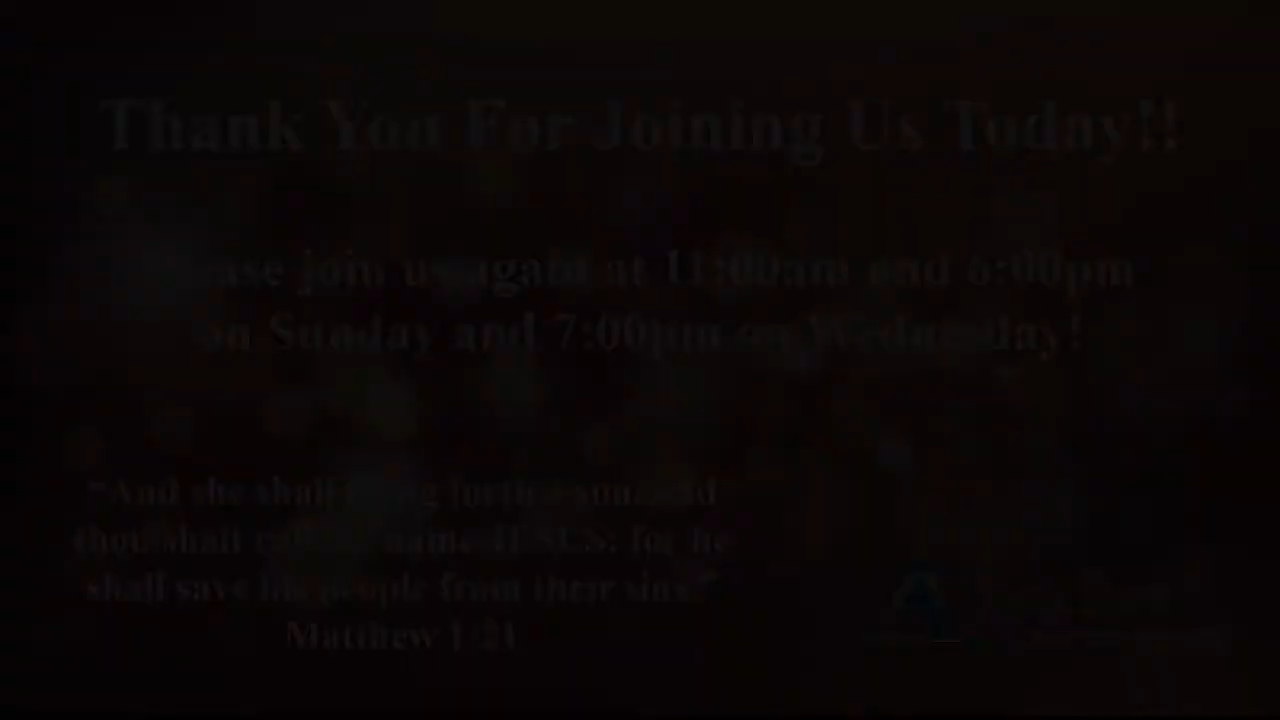 Thank You For Joining Us Today!!
Please join us again at 11:00am and 6:00pm
on Sunday and 7:00pm on Wednesday!
“And she shall bring forth a son, and
thou shalt call his name JESUS: for he
shall save his people from their sins.”
Matthew 1:21